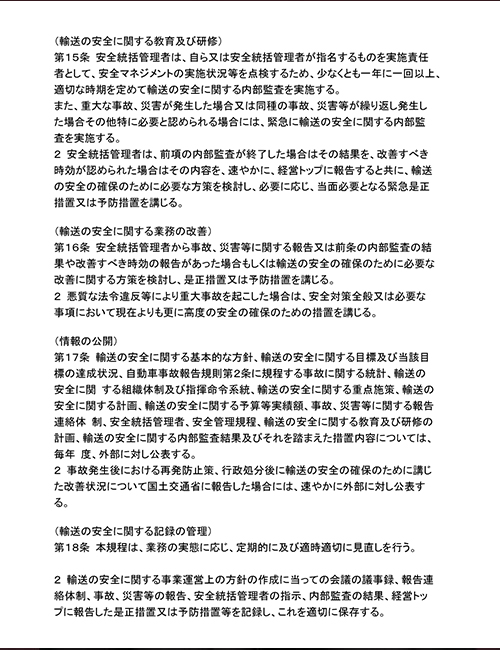 （輸送の安全に関する教育及び研修）
第15条 安全統括管理者は、自ら又は安全統括管理者が指名するものを実施責任
者として、安全マネジメントの実施状況等を点検するため、少なくとも一年に一回以上、
適切な時期を定めて輸送の安全に関する内部監査を実施する。
また、重大な事故、災害が発生した場合又は同種の事故、災害等が繰り返し発生し
た場合その他特に必要と認められる場合には、緊急に輸送の安全に関する内部監
査を実施する。
2 安全統括管理者は、前項の内部監査が終了した場合はその結果を、改善すべき
時効が認められた場合はその内容を、速やかに、経営トップに報告すると共に、輸送
の安全の確保のために必要な方策を検討し、必要に応じ、当面必要となる緊急是正
措置又は予防措置を講じる。
（輸送の安全に関する業務の改善）
第16条 安全統括管理者から事故、災害等に関する報告又は前条の内部監査の結
果や改善すべき時効の報告があった場合もしくは輸送の安全の確保のために必要な
改善に関する方策を検討し、是正措置又は予防措置を講じる。
2 悪質な法令違反等により重大事故を起こした場合は、安全対策全般又は必要な
事項において現在よりも更に高度の安全の確保のための措置を講じる。
（情報の公開）
第17条 輸送の安全に関する基本的な方針、輸送の安全に関する目標及び当該目
標の達成状況、自動車事故報告規則第2条に規程する事故に関する統計、輸送の
安全に関 する組織体制及び指揮命令系統、輸送の安全に関する重点施策、輸送の
安全に関する計画、輸送の安全に関する予算等実績額、事故、災害等に関する報告
連絡体 制、安全統括管理者、安全管理規程、輸送の安全に関する教育及び研修の
計画、輸送の安全に関する内部監査結果及びそれを踏まえた措置内容については、
毎年 度、外部に対し公表する。
2 事故発生後における再発防止策、行政処分後に輸送の安全の確保のために講じ
た改善状況について国土交通省に報告した場合には、速やかに外部に対し公表す
る。
（輸送の安全に関する記録の管理）
第18条 本規程は、業務の実態に応じ、定期的に及び適時適切に見直しを行う。
2 輸送の安全に関する事業運営上の方針の作成に当っての会議の議事録、報告連
絡体制、事故、災害等の報告、安全統括管理者の指示、内部監査の結果、経営トッ
プに報告した是正措置又は予防措置等を記録し、これを適切に保存する。